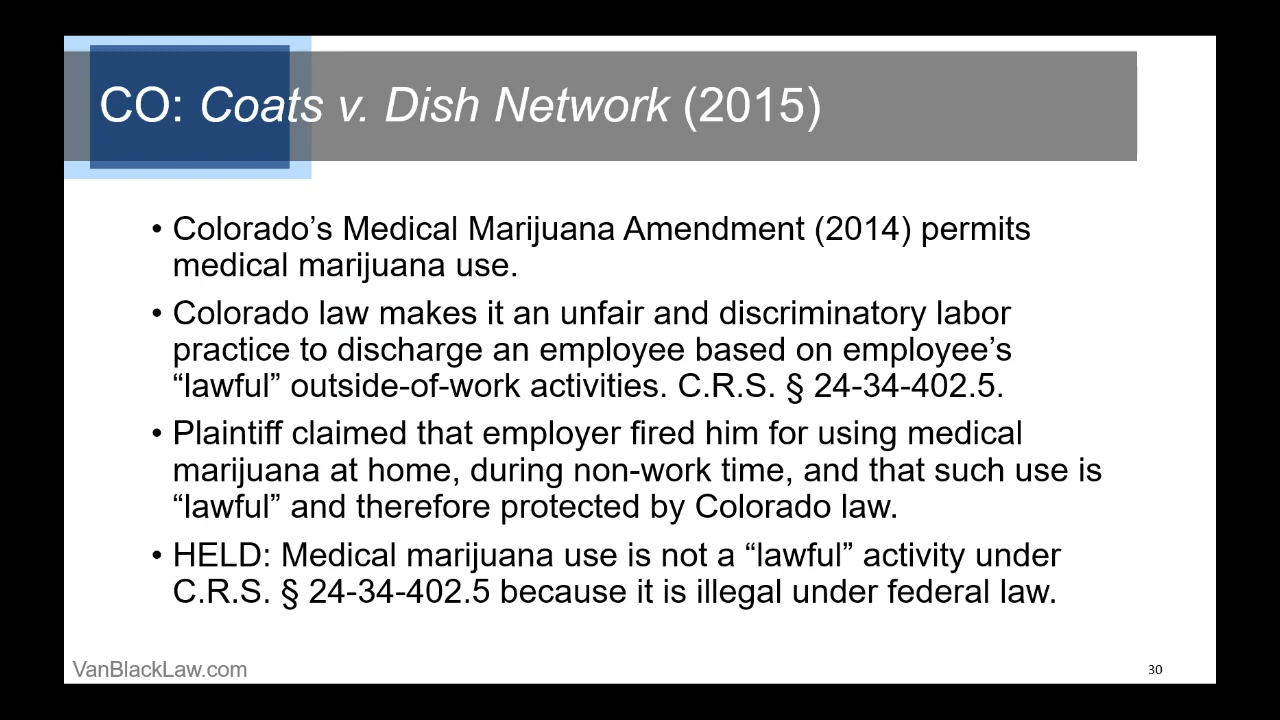 CO: Coats v. Dish Network (2015)
• Colorado’s Medical Marijuana Amendment (2014) permits
medical marijuana use.
• Colorado law makes it an unfair and discriminatory labor
practice to discharge an employee based on employee’s
“lawful” outside-of-work activities. C.R.S. § 24-34-402.5.
• Plaintiff claimed that employer fired him for using medical
marijuana at home, during non-work time, and that such use is
“lawful” and therefore protected by Colorado law.
• HELD: Medical marijuana use is not a “lawful” activity under
C.R.S. § 24-34-402.5 because it is illegal under federal law.
VanBlackLaw.com
30